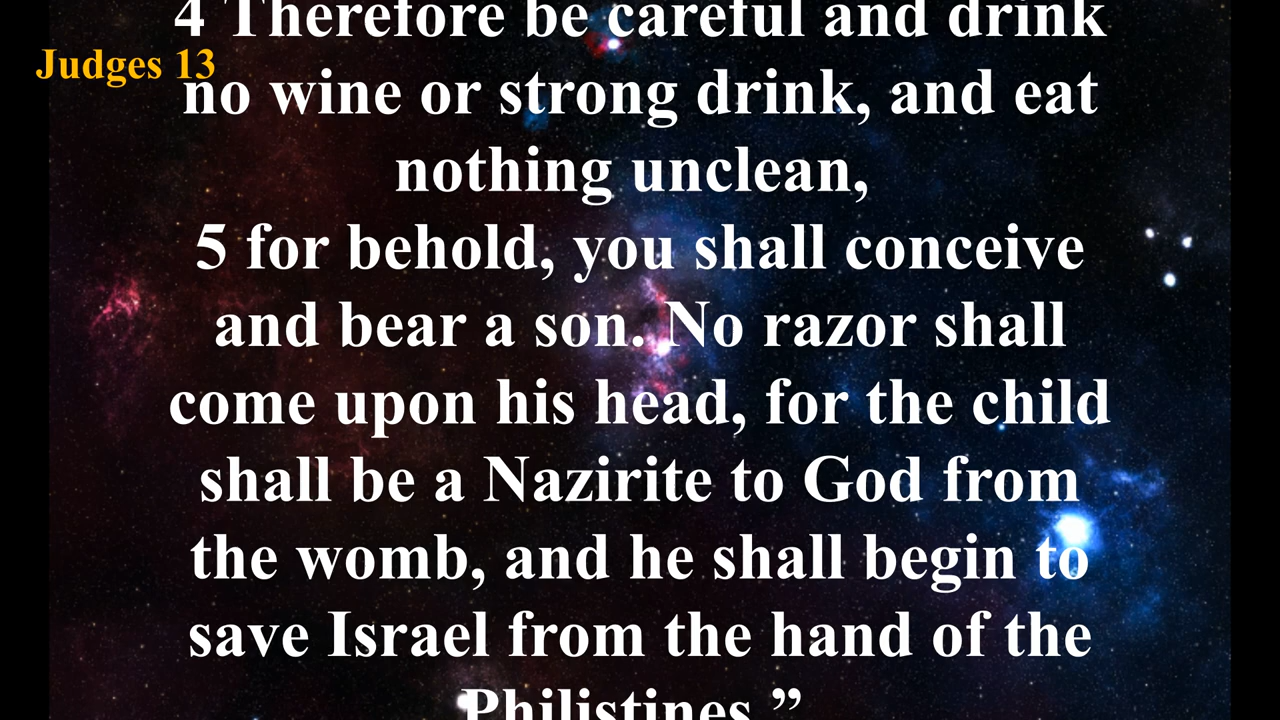 4 Therefore be careful and drink
Judges 13
no wine or strong drink, and eat
nothing unclean,
5 for behold, you shall conceive
and bear a son. No razor shall
come upon his head, for the child
shall be a Nazirite to God from
the womb, and he shall begin to
save Israel from the hand of the
Philistines.”